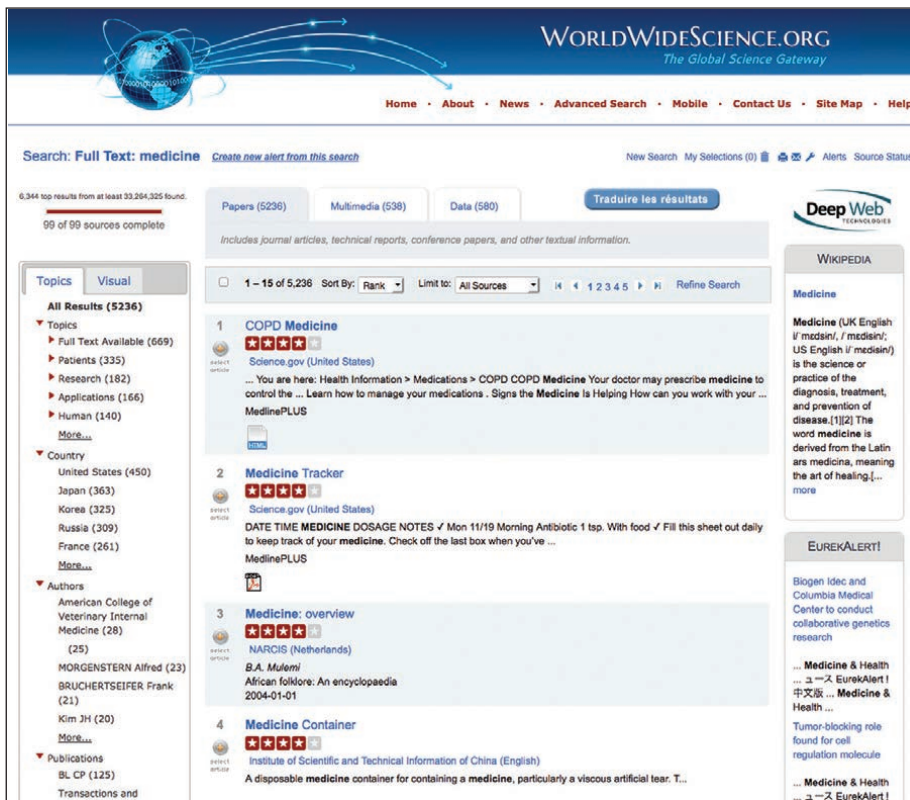 WORLDWIDESCIENCE.ORG
The Global Science Gateway
Home · About · News · Advanced Search · Mobile · Contact Us · Site Map · Help
Search: Full Text: medicine Create new alert from this search
New Search My Selections (0) Alerts Source Status
6,344 top results from at least 33,264,325 found.
99 of 99 sources complete
Topics Visual
All Results (5236)
Topics
Full Text Available (669)
Patients (335)
Research (182)
Applications (166)
Human (140)
More...
Country
United States (450)
Japan (363)
Korea (325)
Russia (309)
France (261)
More...
Authors
American College of
Veterinary Internal
Medicine (28)
(25)
MORGENSTERN Alfred (23)
BRUCHERTSEIFER Frank
(21)
Kim JH (20)
More...
Publications
BL CP (125)
Transactions and
Papers (5236) Multimedia (538) Data (580)
Traduire les résultats
Includes journal articles, technical reports, conference papers, and other textual information.
1 – 15 of 5,236 Sort By: Rank Limit to: All Sources 1 2 3 4 5 Refine Search
1 COPD Medicine
select
article
Science.gov (United States)
... You are here: Health Information > Medications > COPD COPD Medicine Your doctor may prescribe medicine to
control the ... Learn how to manage your medications . Signs the Medicine Is Helping How can you work with your ...
MedlinePLUS
HTML
2 Medicine Tracker
select
article
Science.gov (United States)
DATE TIME MEDICINE DOSAGE NOTES ✓ Mon 11/19 Morning Antibiotic 1 tsp. With food ✓ Fill this sheet out daily
to keep track of your medicine. Check off the last box when you've ...
MedlinePLUS
3 Medicine: overview
select
article
NARCIS (Netherlands)
B.A. Mulemi
African folklore: An encyclopaedia
2004-01-01
4 Medicine Container
select
article
Institute of Scientific and Technical Information of China (English)
A disposable medicine container for containing a medicine, particularly a viscous artificial tear. T...
Deep Web
TECHNOLOGIES
WIKIPEDIA
Medicine
Medicine (UK English
i/ˈmɛdsin/, /ˈmɛdisin/;
US English i/ˈmɛdisin/)
is the science or
practice of the
diagnosis, treatment,
and prevention of
disease.[1][2] The
word medicine is
derived from the Latin
ars medicina, meaning
the art of healing.[...
more
EUREKALERT!
Biogen Idec and
Columbia Medical
Center to conduct
collaborative genetics
research
... Medicine & Health
... ュース EurekAlert !
中文版 ... Medicine &
Health ...
Tumor-blocking role
found for cell
regulation molecule
... Medicine & Health
... ュース EurekAlert !